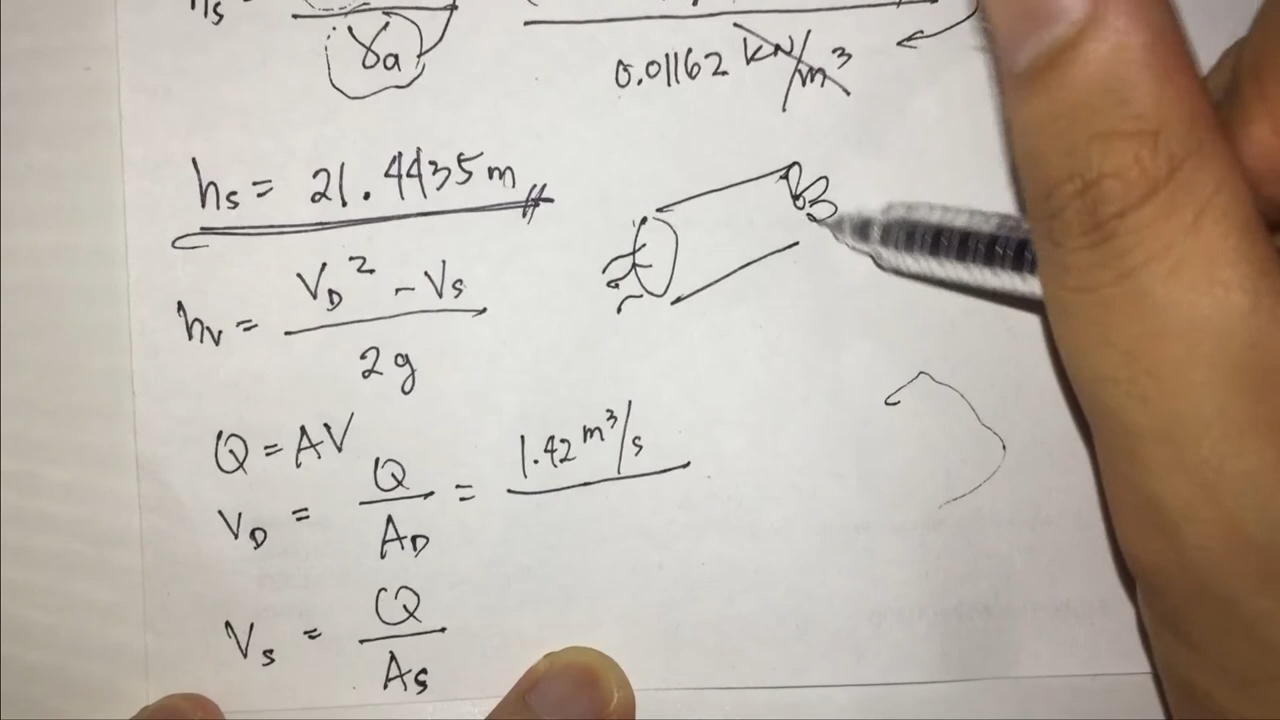 hs
γa
0.01162 kN/m³
hs = 21.4435m
hv = VD² - Vs / 2g
Q = AV
VD = Q / AD = 1.42 m³/s
Vs = Q / As